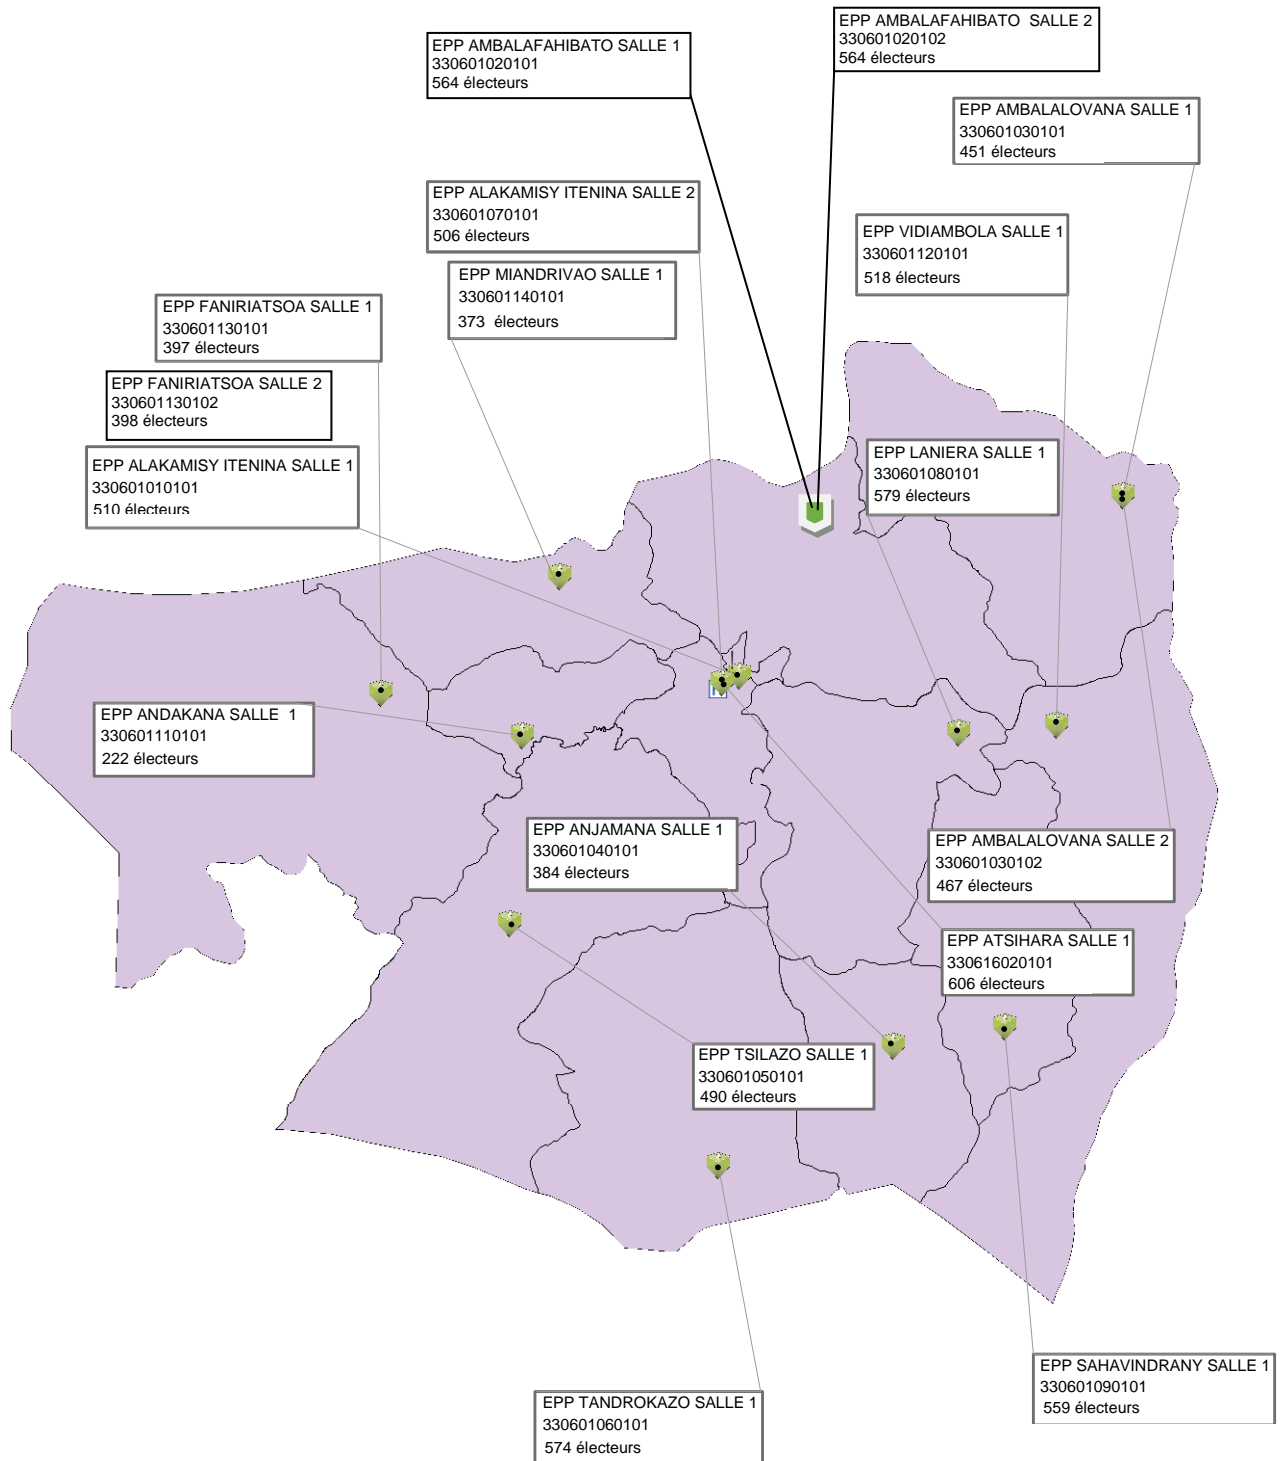 EPP AMBALAFAHIBATO  SALLE 2
330601020102
564 électeurs
EPP AMBALAFAHIBATO SALLE 1
330601020101
564 électeurs
EPP AMBALALOVANA SALLE 1
330601030101
451 électeurs
EPP ALAKAMISY ITENINA SALLE 2
330601070101
506 électeurs
EPP VIDIAMBOLA SALLE 1
330601120101
518 électeurs
EPP MIANDRIVAO SALLE 1
330601140101
373  électeurs
EPP FANIRIATSOA SALLE 1
330601130101
397 électeurs
EPP FANIRIATSOA SALLE 2
330601130102
398 électeurs
EPP ALAKAMISY ITENINA SALLE 1
330601010101
510 électeurs
EPP LANIERA SALLE 1
330601080101
579 électeurs
EPP ANDAKANA SALLE  1
330601110101
222 électeurs
EPP ANJAMANA SALLE 1
330601040101
384 électeurs
EPP AMBALALOVANA SALLE 2
330601030102
467 électeurs
EPP ATSIHARA SALLE 1
330616020101
606 électeurs
EPP TSILAZO SALLE 1
330601050101
490 électeurs
EPP SAHAVINDRANY SALLE 1
330601090101
559 électeurs
EPP TANDROKAZO SALLE 1
330601060101
574 électeurs